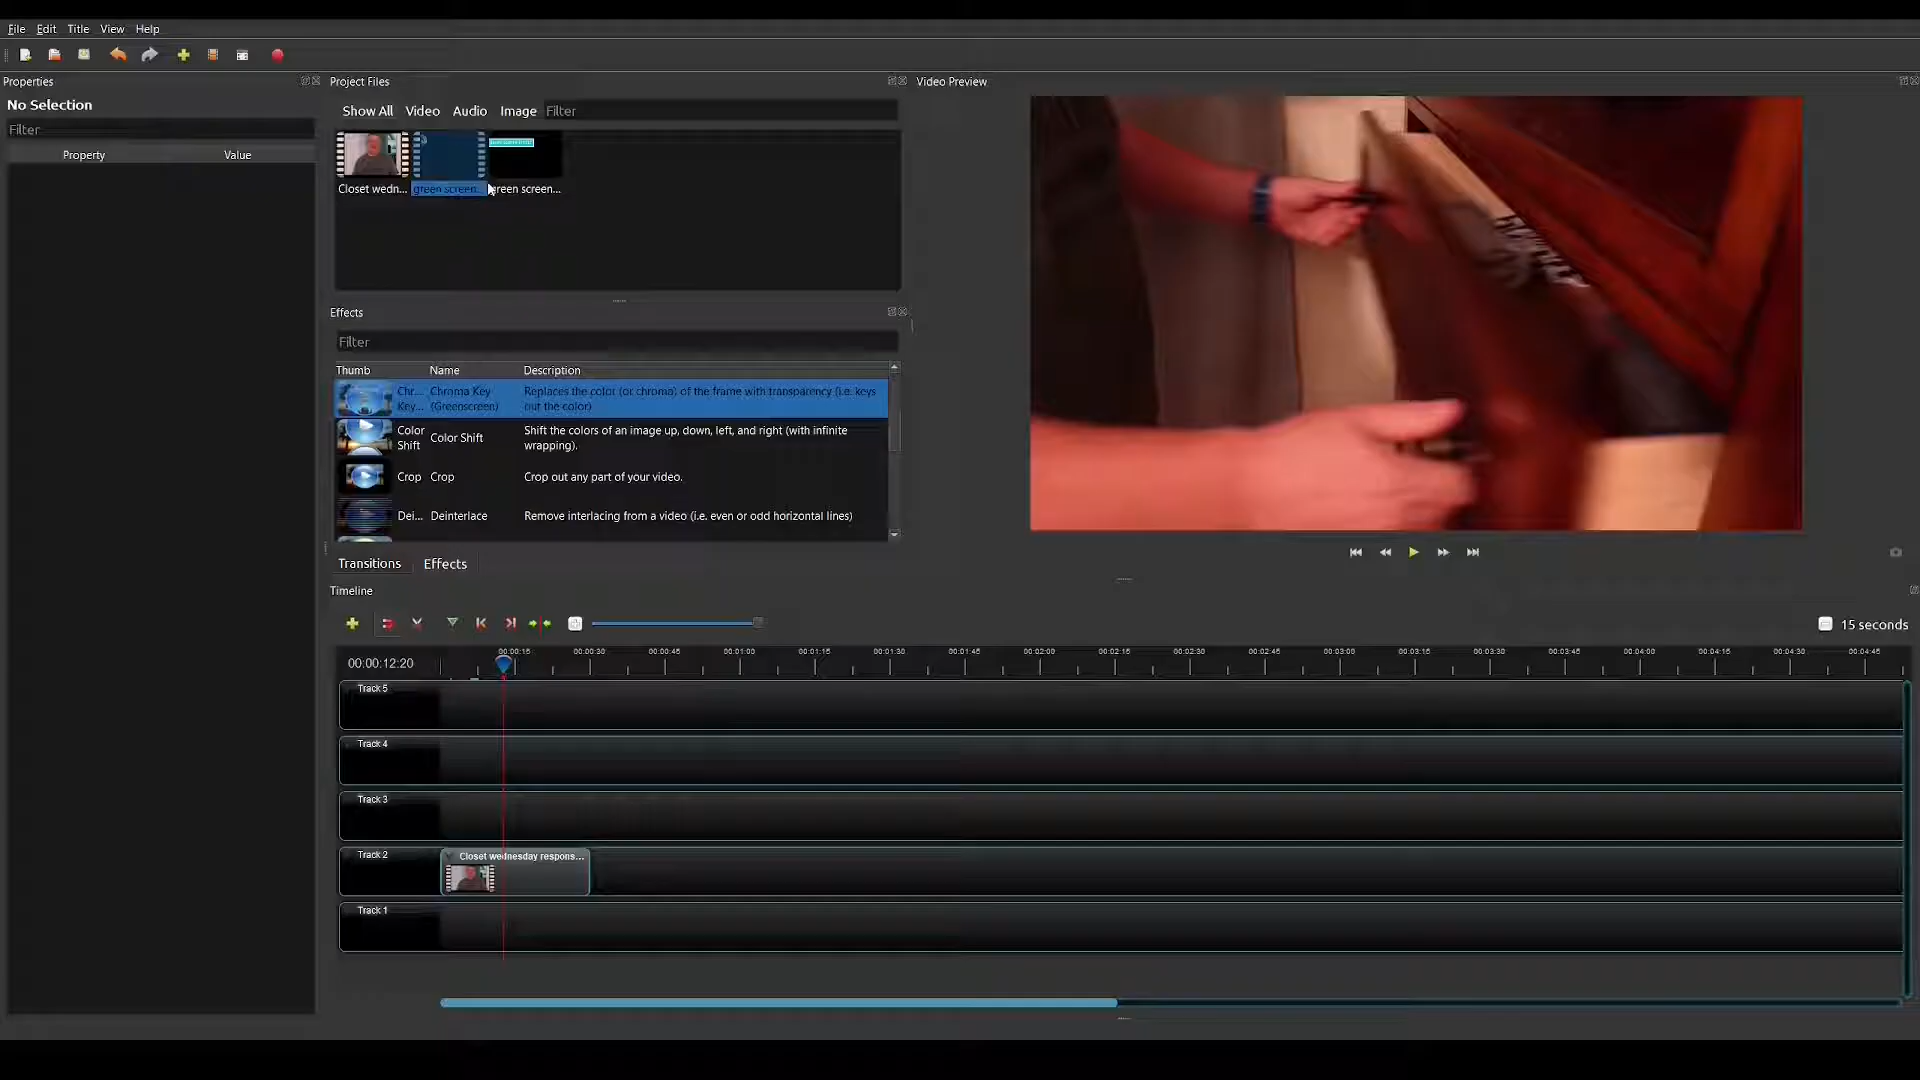 File Edit Title View Help
Properties
No Selection
Filter
Property Value
Project Files
Show All Video Audio Image Filter
Closet wedn... green screen... green screen...
Effects
Filter
Thumb Name Description
Chr... Key... Chroma Key (Greenscreen) Replaces the color (or chroma) of the frame with transparency (i.e. keys
out the color)
Color Shift Color Shift Shift the colors of an image up, down, left, and right (with infinite
wrapping).
Crop Crop Crop out any part of your video.
Dei... Deinterlace Remove interlacing from a video (i.e. even or odd horizontal lines)
Transitions Effects
Video Preview
Timeline
15 seconds
00:00:12:20 00:00:15 00:00:30 00:00:45 00:01:00 00:01:15 00:01:30 00:01:45 00:02:00 00:02:15 00:02:30 00:02:45 00:03:00 00:03:15 00:03:30 00:03:45 00:04:00 00:04:15 00:04:30 00:04:45
Track 5
Track 4
Track 3
Track 2 Closet wednesday respons...
Track 1